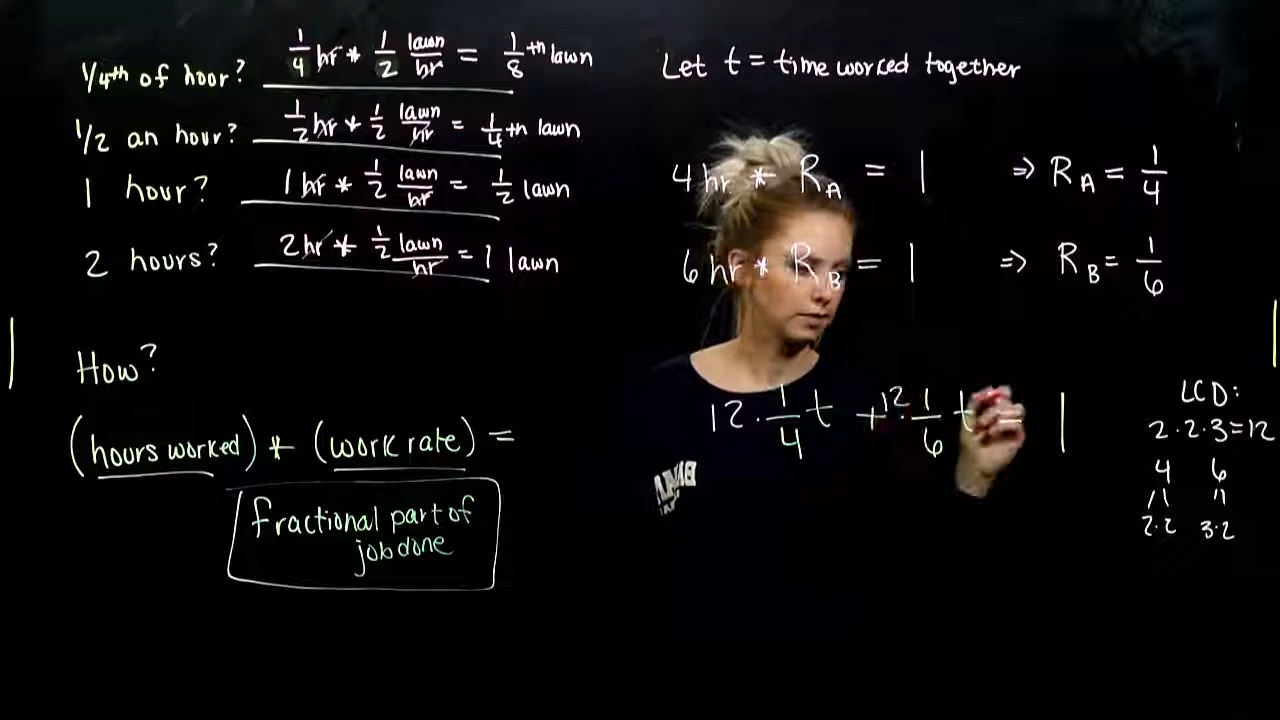 1/4th of hour? 1/4 hr * 1/2 lawn/hr = 1/8 th lawn
1/2 an hour? 1/2 hr * 1/2 lawn/hr = 1/4 th lawn
1 hour? 1 hr * 1/2 lawn/hr = 1/2 lawn
2 hours? 2 hr * 1/2 lawn/hr = 1 lawn
How?
(hours worked) * (work rate) =
fractional part of
job done
Let t = time worked together
4 hr * R_A = 1 ⇒ R_A = 1/4
6 hr * R_B = 1 ⇒ R_B = 1/6
12 · 1/4 t + 12 · 1/6 t = 1
LCD:
2·2·3=12
4 6
2·2 3·2